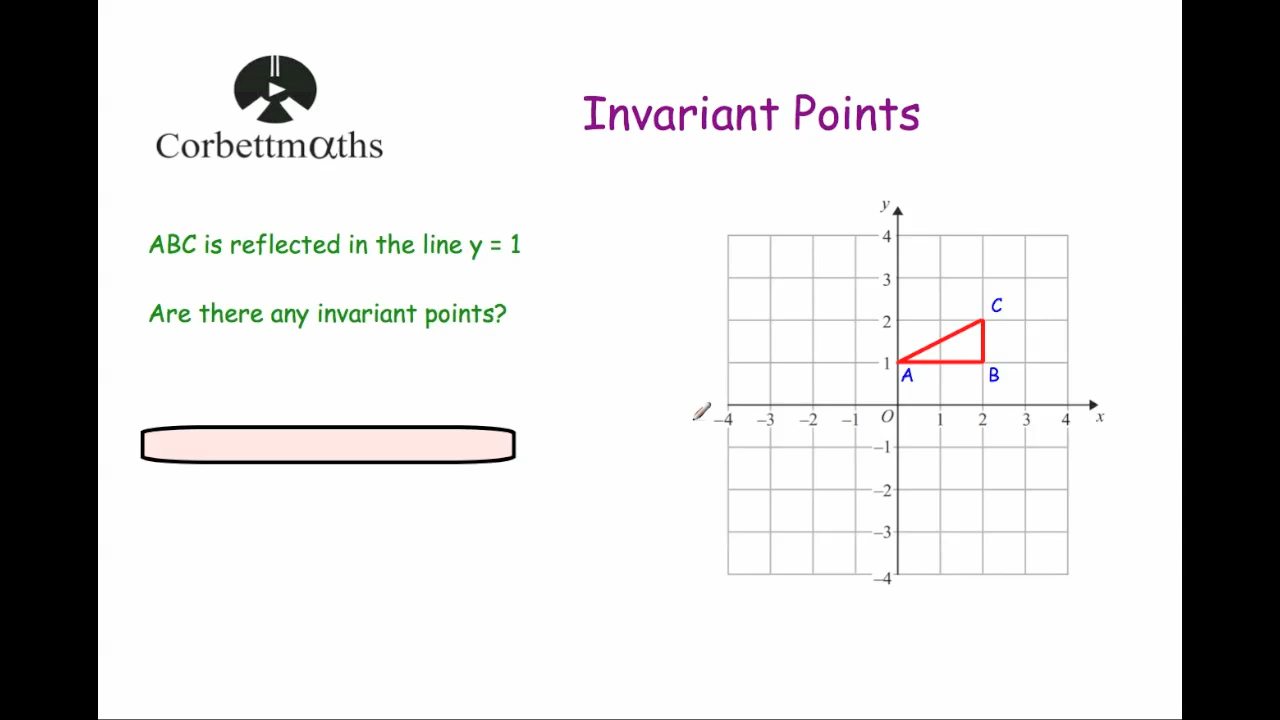 Corbettmαths
Invariant Points
ABC is reflected in the line y = 1
Are there any invariant points?
y
4
3
C
2
1
A
B
–4 –3 –2 –1 O 1 2 3 4 x
–1
–2
–3
–4